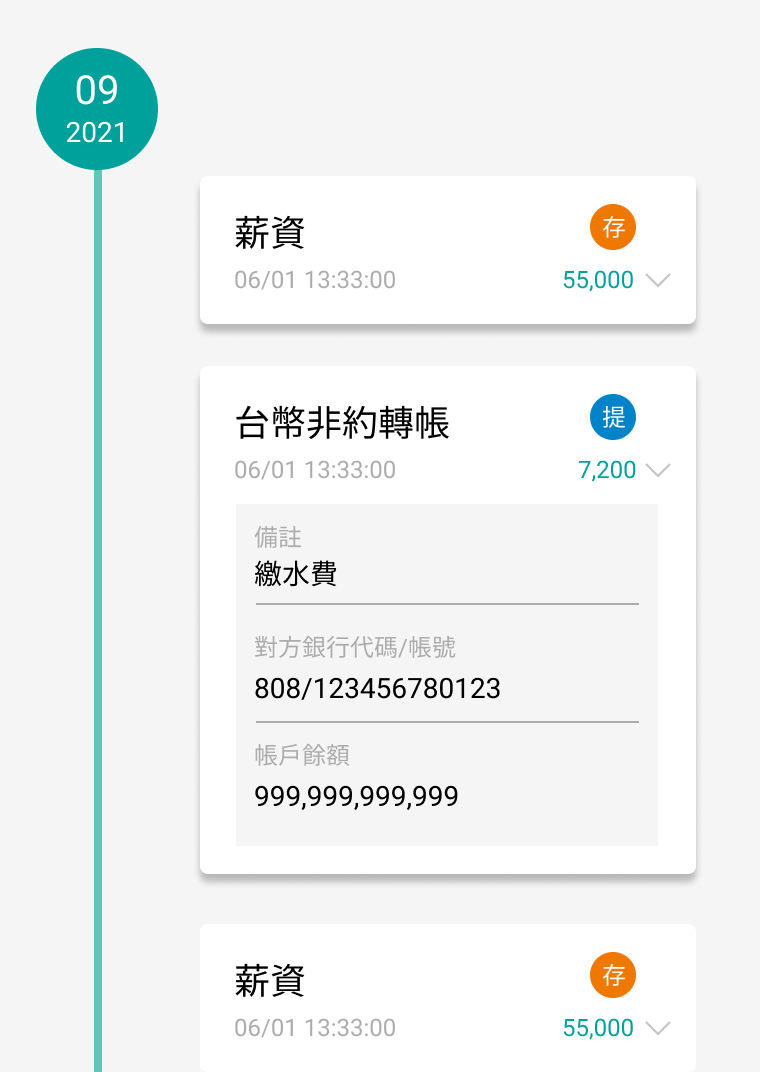 09
2021
薪資
存
06/01 13:33:00
55,000
台幣非約轉帳
提
06/01 13:33:00
7,200
備註
繳水費
對方銀行代碼/帳號
808/123456780123
帳戶餘額
999,999,999,999
薪資
存
06/01 13:33:00
55,000